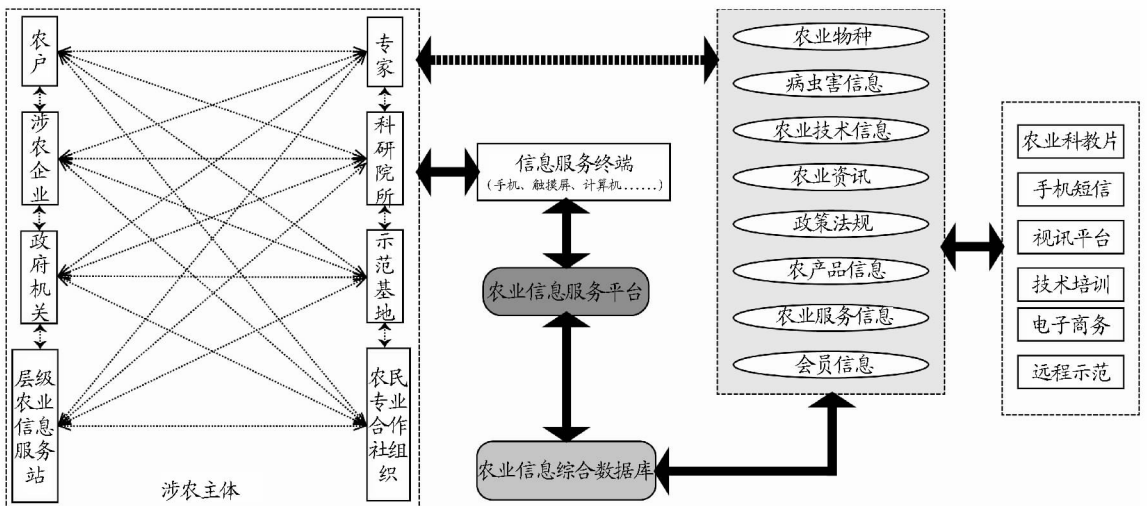 农户
涉农企业
政府机关
层级农业信息服务站
专家
科研院所
示范基地
农民专业合作社组织
涉农主体
信息服务终端
(手机、触摸屏、计算机......)
农业信息服务平台
农业信息综合数据库
农业物种
病虫害信息
农业技术信息
农业资讯
政策法规
农产品信息
农业服务信息
会员信息
农业科教片
手机短信
视讯平台
技术培训
电子商务
远程示范